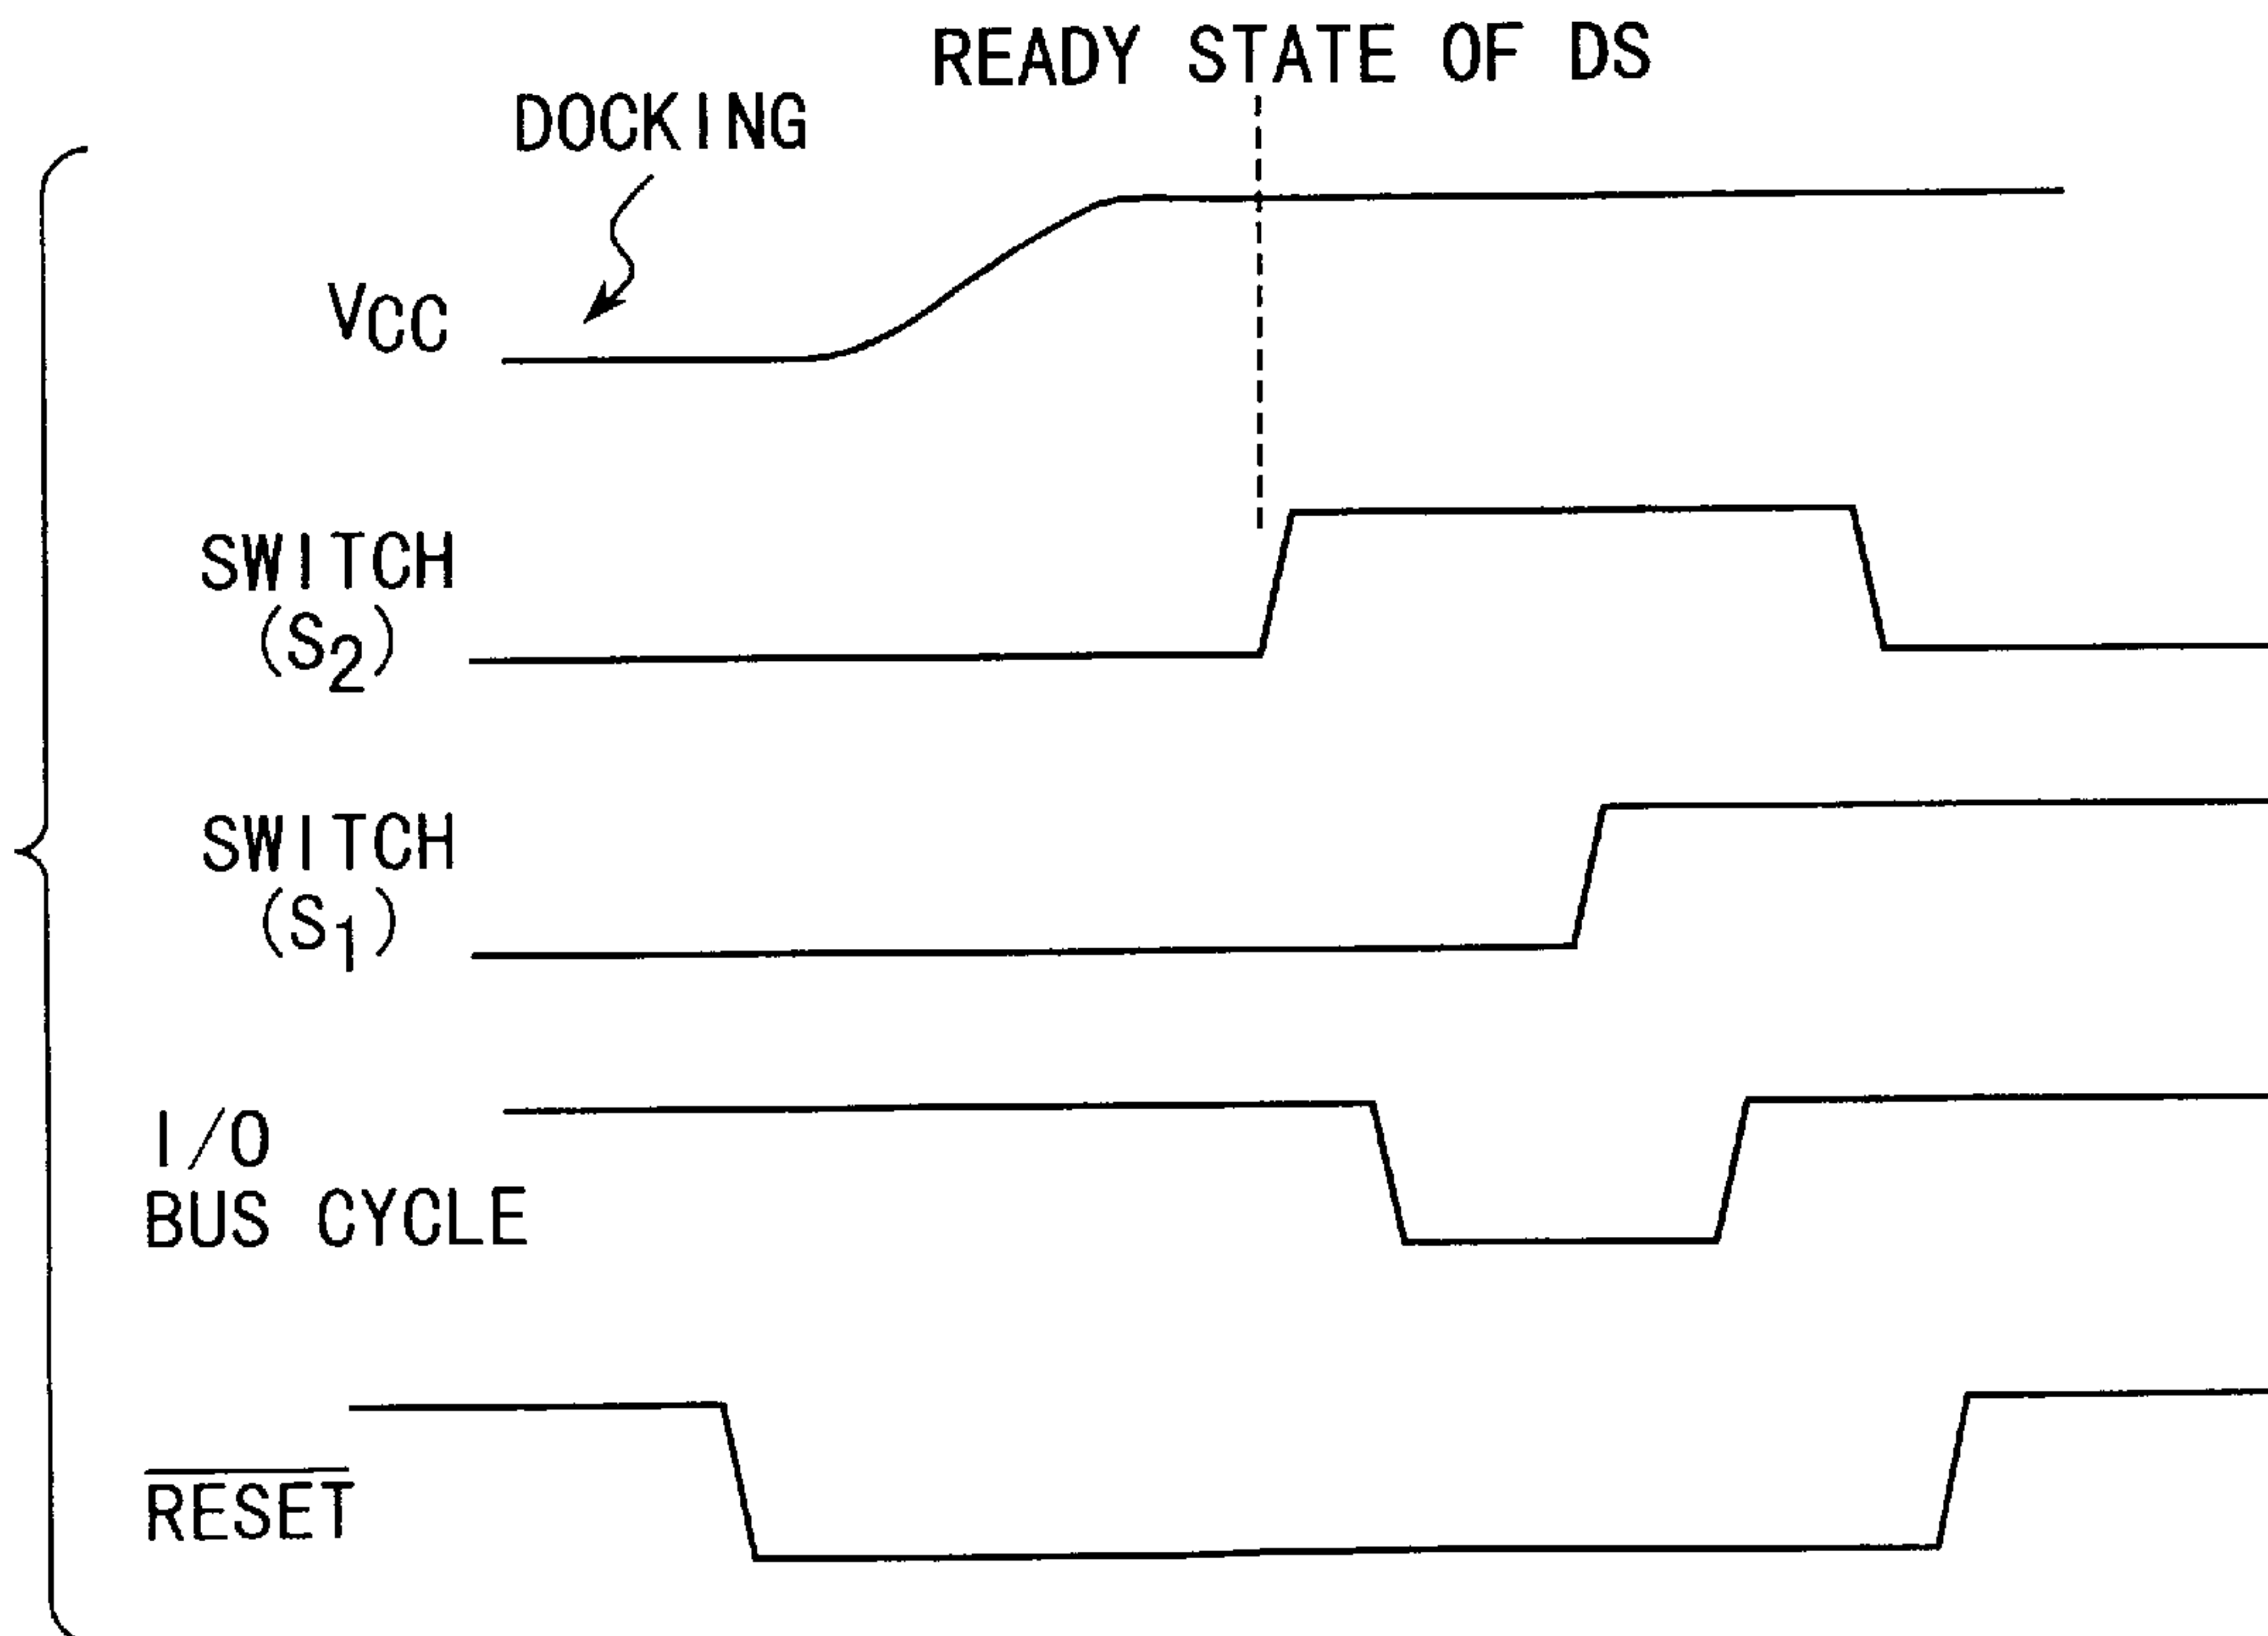 READY STATE OF DS
DOCKING
VCC
SWITCH
(S2)
SWITCH
(S1)
I/O
BUS CYCLE
RESET